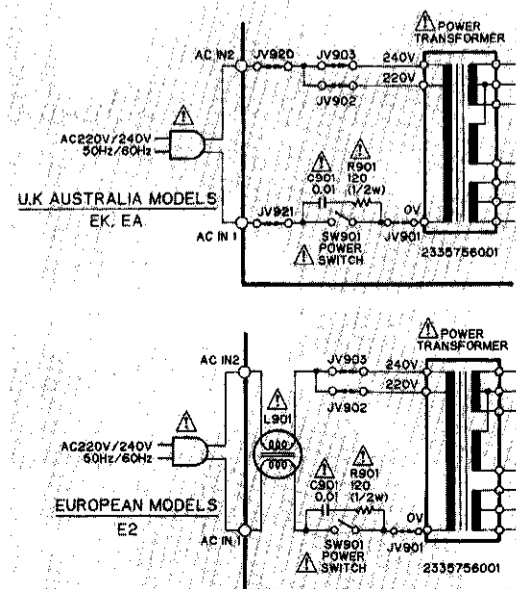 POWER
TRANSFORMER
AC IN2 JV920 JV903 240V
220V
JV902
AC220V/240V
50Hz/60Hz
C901
0.01
R901
120
(1/2w)
U.K AUSTRALIA MODELS
EK, EA
JV921
0V
AC IN 1
SW901
POWER
SWITCH
JV901
2335756001
POWER
TRANSFORMER
AC IN2 JV903 240V
220V
JV902
L901
AC220V/240V
50Hz/60Hz
C901
0.01
R901
120
(1/2w)
EUROPEAN MODELS
E2
0V
AC IN 1
SW901
POWER
SWITCH
JV901
2335756001